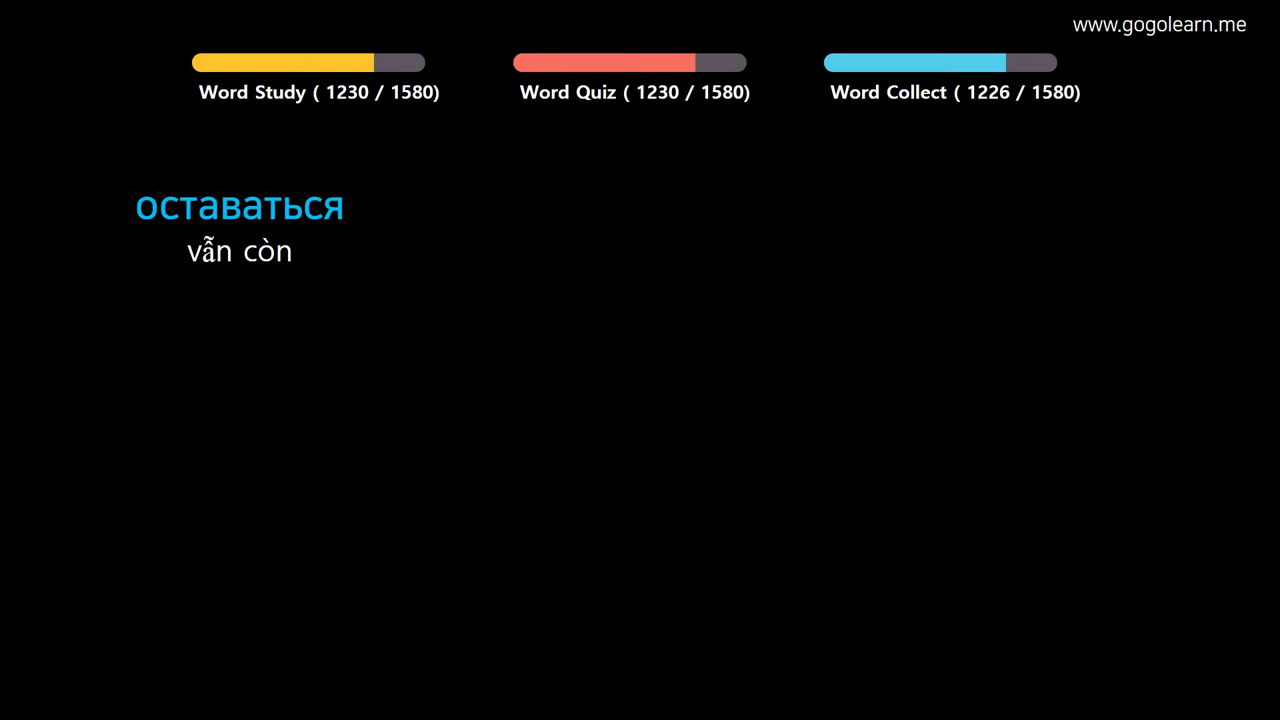 www.gogolearn.me
Word Study ( 1230 / 1580)
Word Quiz ( 1230 / 1580)
Word Collect ( 1226 / 1580)
оставаться
vẫn còn